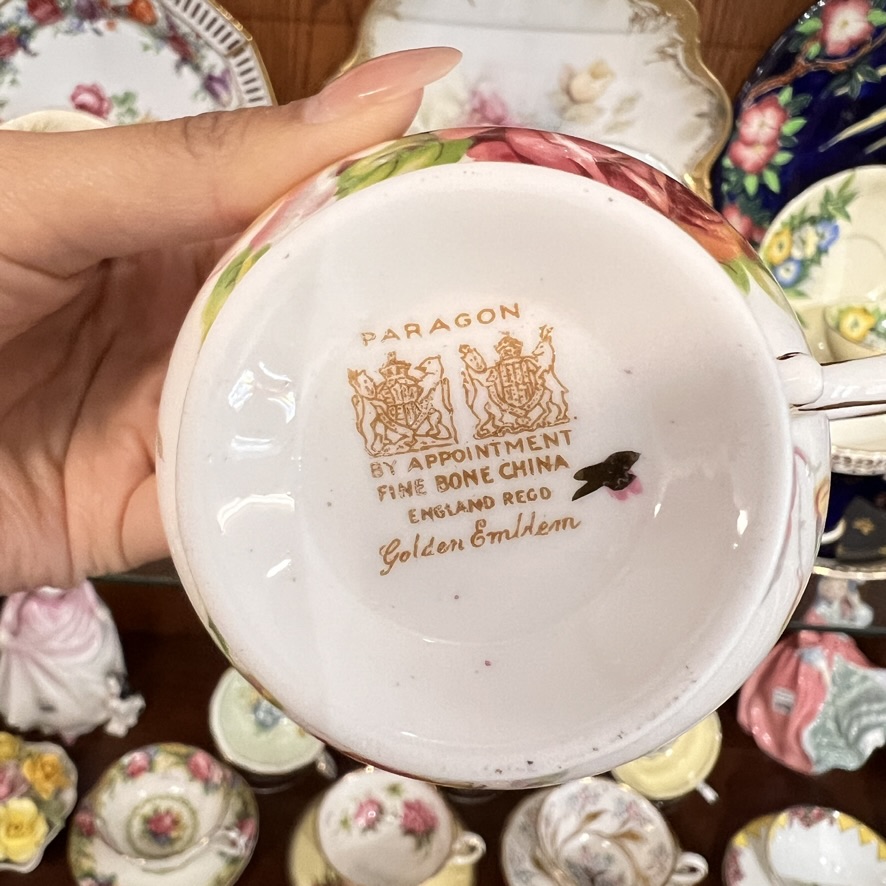 PARAGON
BY APPOINTMENT
FINE BONE CHINA
ENGLAND REGD
Golden Emblem